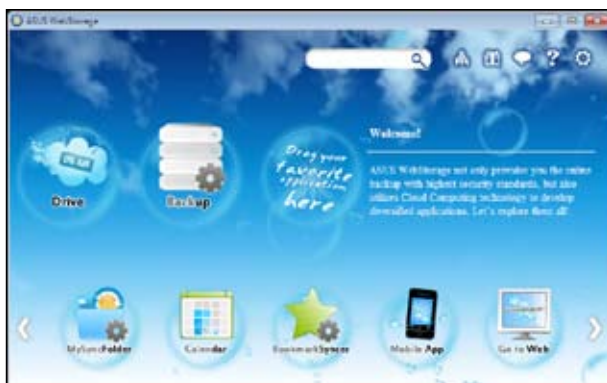 ASUS WebStorage
Welcome!
Drive
Backup
Drag your
favorite
application
here
ASUS WebStorage not only provides you the online
backup with highest security standards, but also
utilizes Cloud Computing technology to develop
diversified applications. Let's explore them all!
MySyncFolder
Calendar
BookmarkSyncer
Mobile App
Go to Web